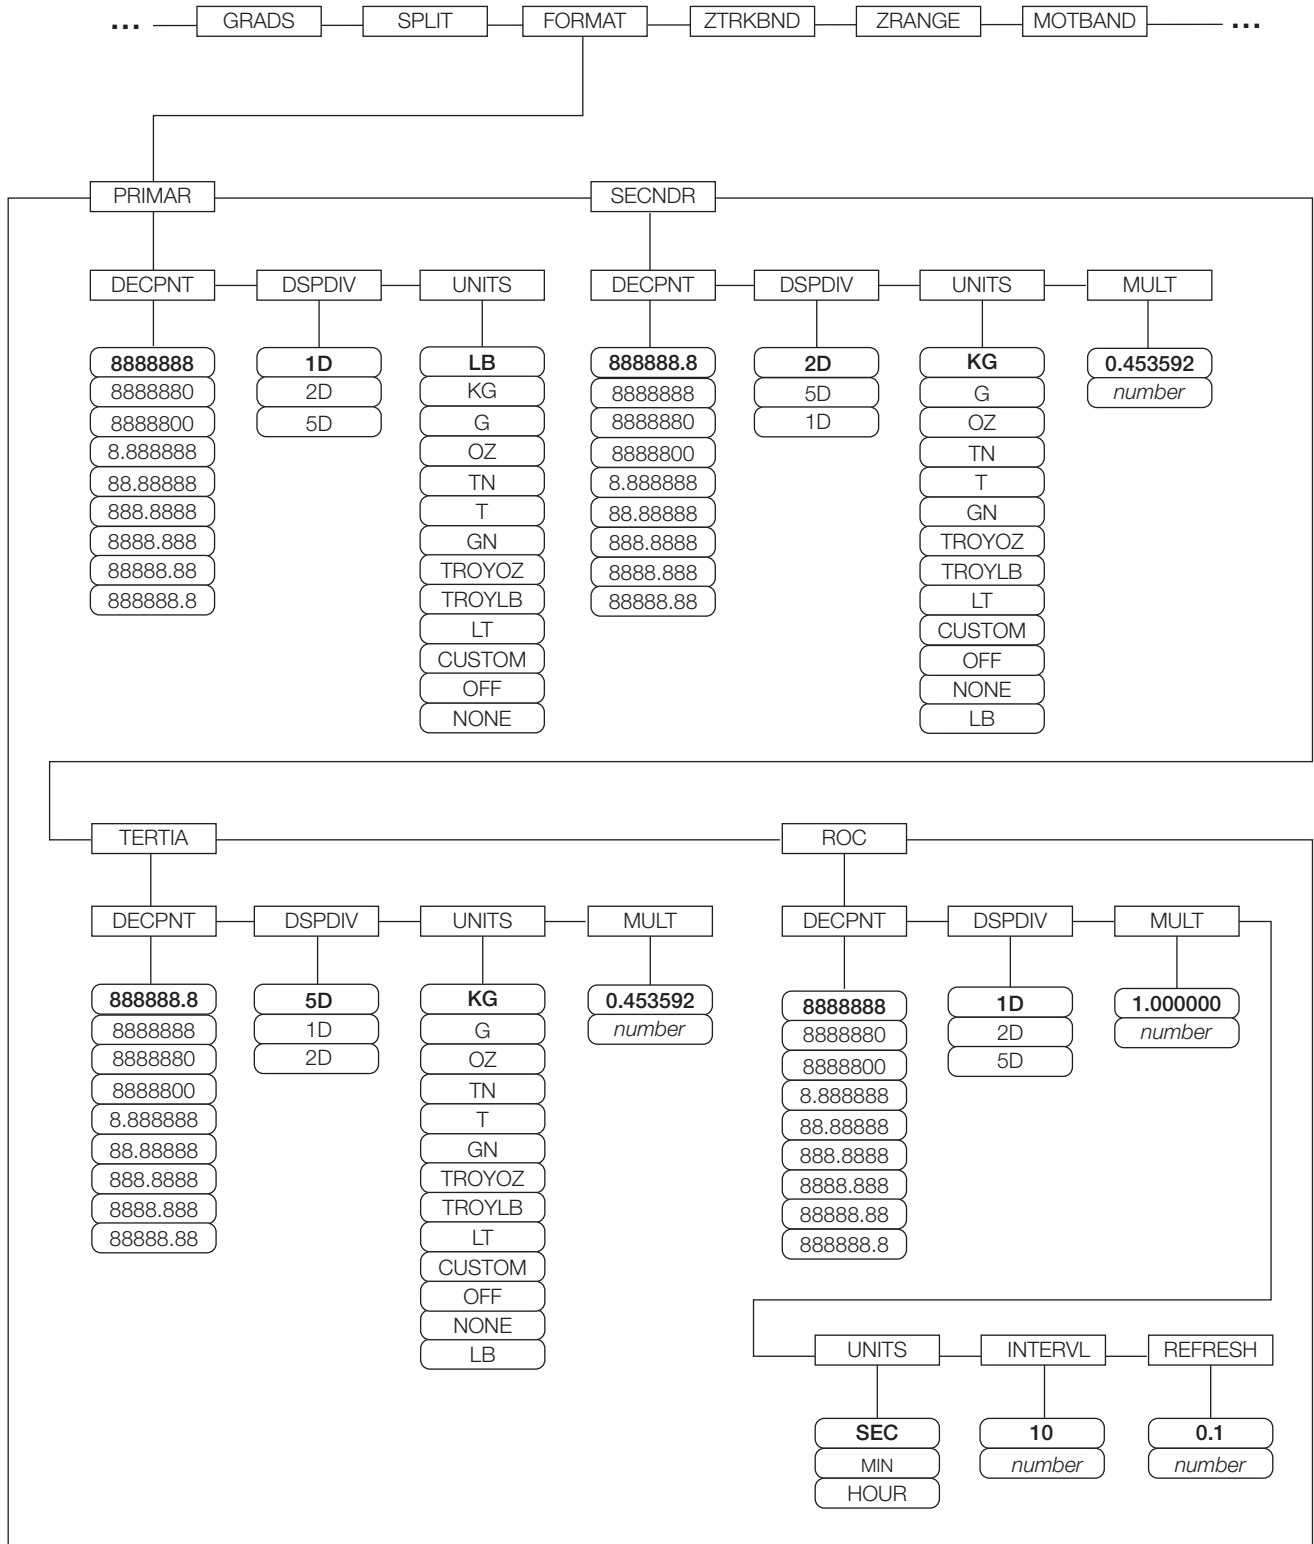 ... GRADS SPLIT FORMAT ZTRKBND ZRANGE MOTBAND ...
PRIMAR SECNDR
DECPNT DSPDIV UNITS DECPNT DSPDIV UNITS MULT
8888888 1D LB 888888.8 2D KG 0.453592
8888880 2D KG 8888888 5D G number
8888800 5D G 8888880 1D OZ
8.888888 OZ 8888800 TN
88.88888 TN 8.888888 T
888.8888 T 88.88888 GN
8888.888 GN 888.8888 TROYOZ
88888.88 TROYOZ 8888.888 TROYLB
888888.8 TROYLB 88888.88 LT
LT CUSTOM
CUSTOM OFF
OFF NONE
NONE LB
TERTIA ROC
DECPNT DSPDIV UNITS MULT DECPNT DSPDIV MULT
888888.8 5D KG 0.453592 8888888 1D 1.000000
8888888 1D G number 8888880 2D number
8888880 2D OZ 8888800 5D
8888800 TN 8.888888
8.888888 T 88.88888
88.88888 GN 888.8888
888.8888 TROYOZ 8888.888
8888.888 TROYLB 88888.88
88888.88 LT 888888.8
CUSTOM
OFF
NONE
LB
UNITS INTERVL REFRESH
SEC 10 0.1
MIN number number
HOUR